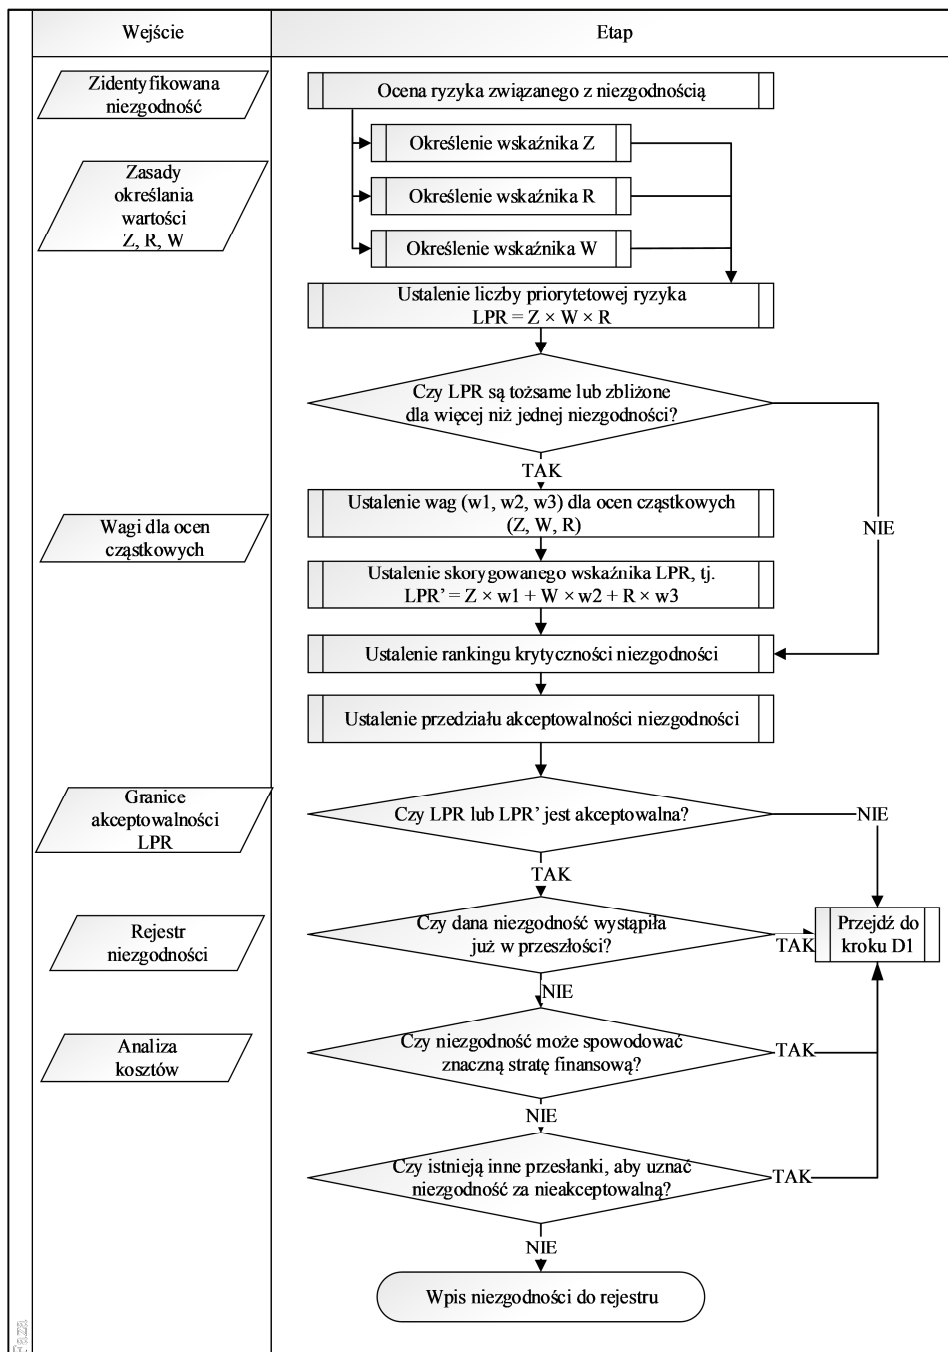 Wejście
Etap
Zidentyfikowana
niezgodność
Ocena ryzyka związanego z niezgodnością
Określenie wskaźnika Z
Zasady
określania
wartości
Z, R, W
Określenie wskaźnika R
Określenie wskaźnika W
Ustalenie liczby priorytetowej ryzyka
LPR = Z × W × R
Czy LPR są tożsame lub zbliżone
dla więcej niż jednej niezgodności?
TAK
NIE
Wagi dla ocen
cząstkowych
Ustalenie wag (w1, w2, w3) dla ocen cząstkowych
(Z, W, R)
Ustalenie skorygowanego wskaźnika LPR, tj.
LPR’ = Z × w1 + W × w2 + R × w3
Ustalenie rankingu krytyczności niezgodności
Ustalenie przedziału akceptowalności niezgodności
Granice
akceptowalności
LPR
Czy LPR lub LPR’ jest akceptowalna?
NIE
TAK
Rejestr
niezgodności
Czy dana niezgodność wystąpiła
już w przeszłości?
TAK
Przejdź do
kroku D1
NIE
Analiza
kosztów
Czy niezgodność może spowodować
znaczną stratę finansową?
TAK
NIE
Czy istnieją inne przesłanki, aby uznać
niezgodność za nieakceptowalną?
TAK
NIE
Wpis niezgodności do rejestru
Faza